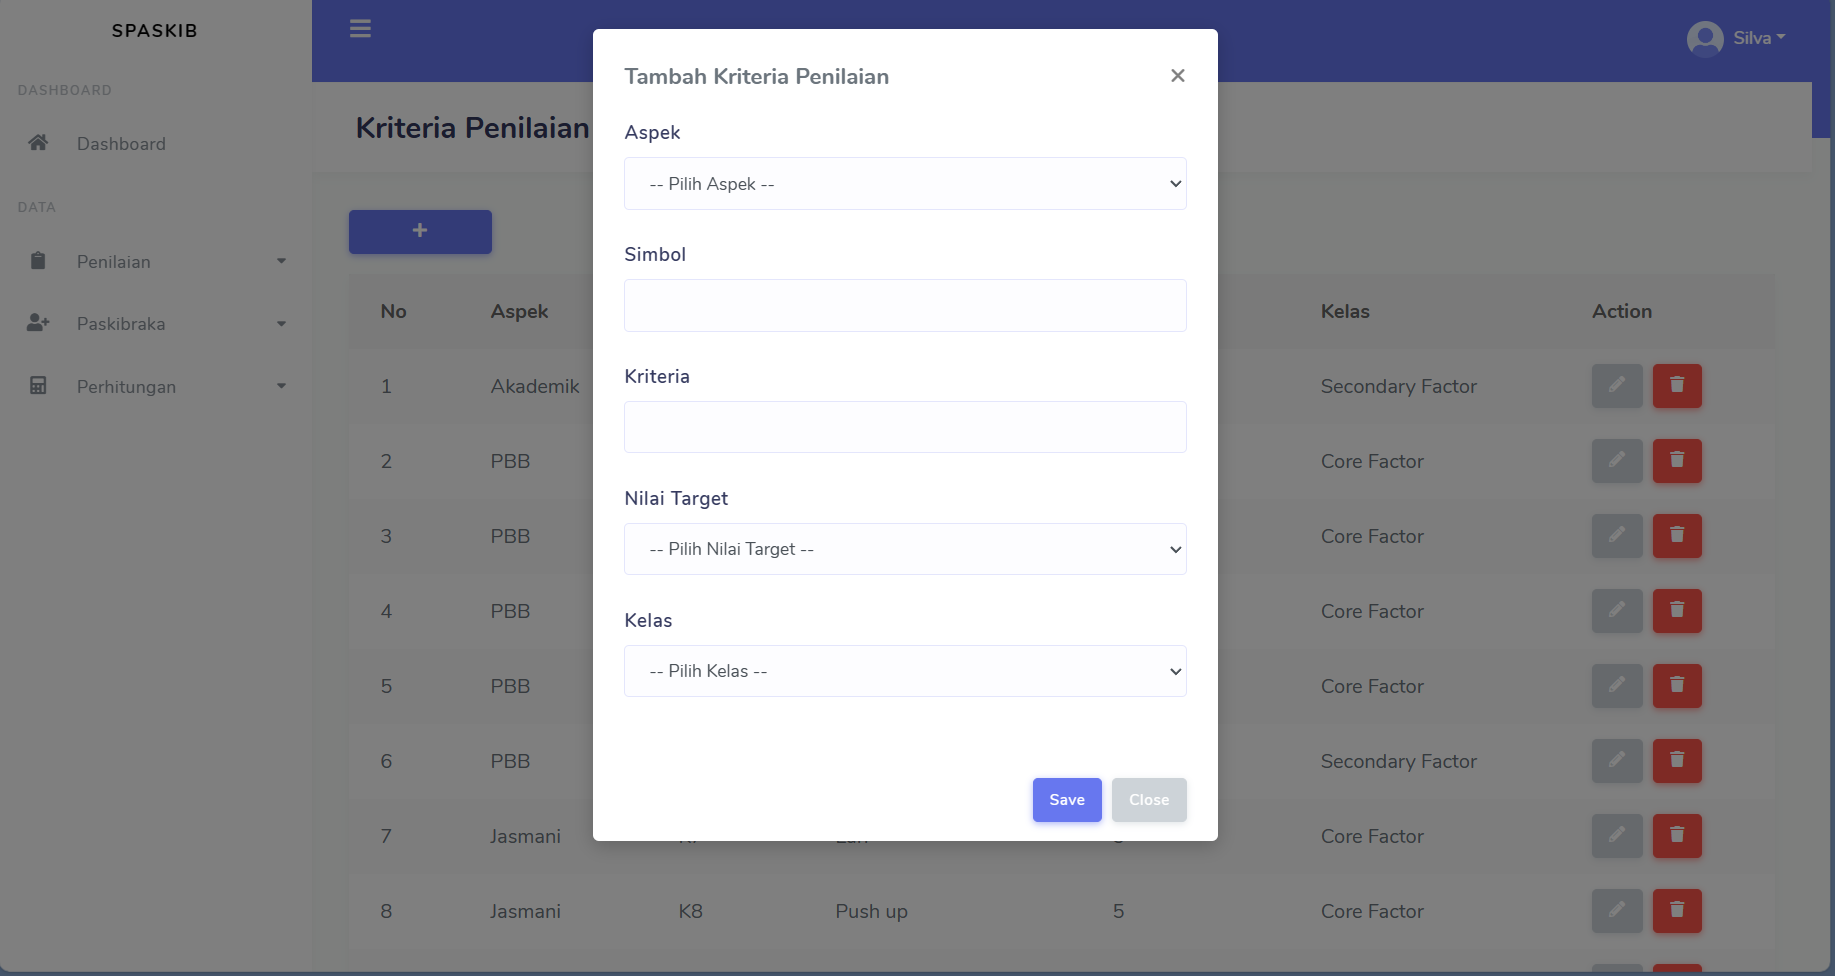 SPASKIB
Silva
DASHBOARD
Dashboard
DATA
Penilaian
Paskibraka
Perhitungan
Kriteria Penilaian
Tambah Kriteria Penilaian
Aspek
-- Pilih Aspek --
Simbol
Kriteria
Nilai Target
-- Pilih Nilai Target --
Kelas
-- Pilih Kelas --
Save Close
No Aspek Kelas Action
1 Akademik Secondary Factor
2 PBB Core Factor
3 PBB Core Factor
4 PBB Core Factor
5 PBB Core Factor
6 PBB Secondary Factor
7 Jasmani Core Factor
8 Jasmani K8 Push up 5 Core Factor